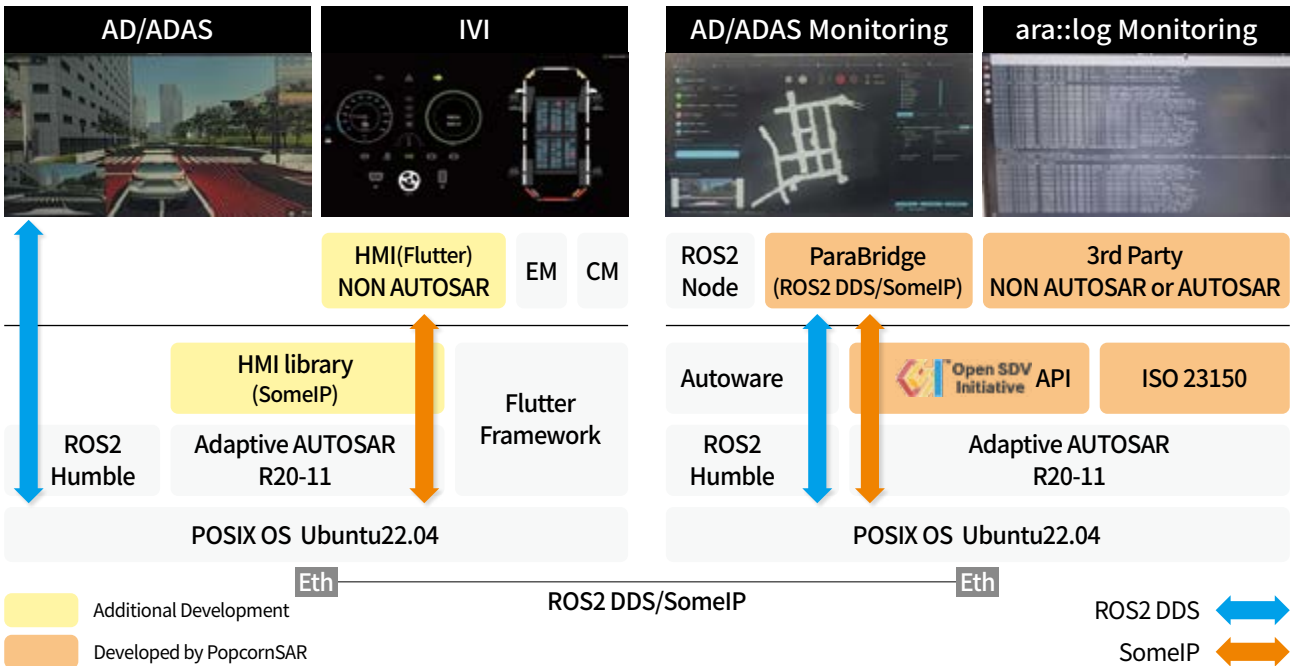 AD/ADAS
IVI
AD/ADAS Monitoring
ara::log Monitoring
HMI(Flutter)
NON AUTOSAR
EM
CM
ROS2
Node
ParaBridge
(ROS2 DDS/SomeIP)
3rd Party
NON AUTOSAR or AUTOSAR
HMI library
(SomeIP)
Flutter
Framework
Autoware
Open SDV
Initiative
API
ISO 23150
ROS2
Humble
Adaptive AUTOSAR
R20-11
ROS2
Humble
Adaptive AUTOSAR
R20-11
POSIX OS Ubuntu22.04
POSIX OS Ubuntu22.04
Eth
Eth
ROS2 DDS/SomeIP
Additional Development
Developed by PopcornSAR
ROS2 DDS
SomeIP